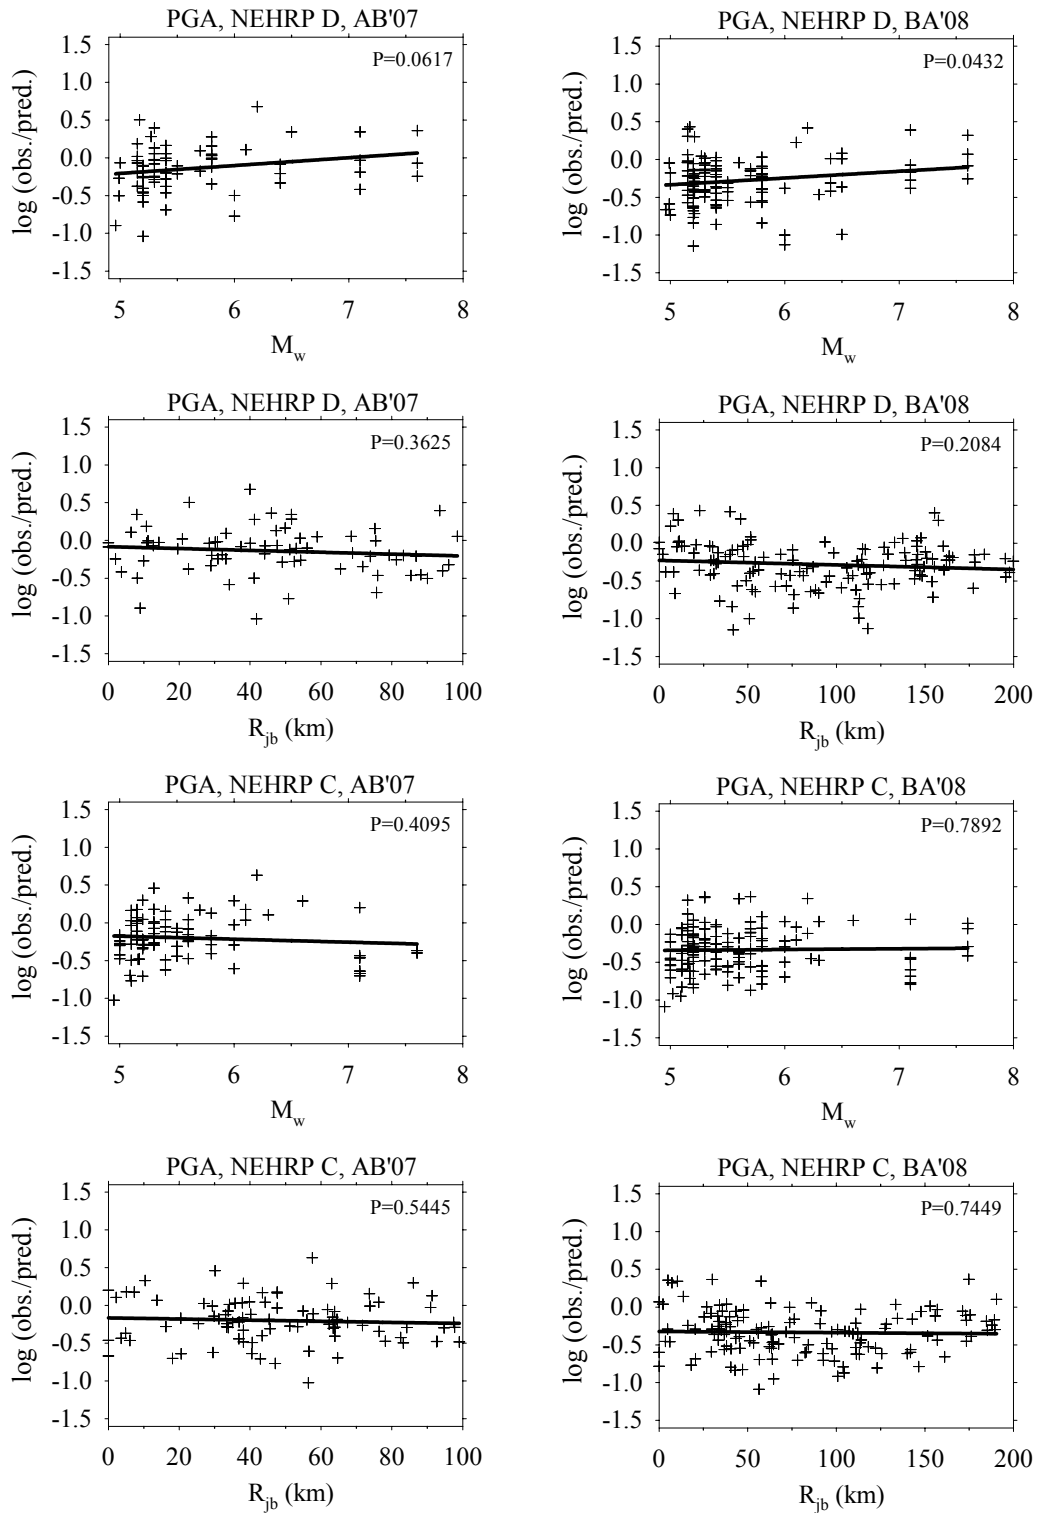 PGA, NEHRP D, AB'07
P=0.0617
log (obs./pred.)
1.5
1.0
0.5
0.0
-0.5
-1.0
-1.5
5 6 7 8
M_w
PGA, NEHRP D, BA'08
P=0.0432
log (obs./pred.)
1.5
1.0
0.5
0.0
-0.5
-1.0
-1.5
5 6 7 8
M_w
PGA, NEHRP D, AB'07
P=0.3625
log (obs./pred.)
1.5
1.0
0.5
0.0
-0.5
-1.0
-1.5
0 20 40 60 80 100
R_jb (km)
PGA, NEHRP D, BA'08
P=0.2084
log (obs./pred.)
1.5
1.0
0.5
0.0
-0.5
-1.0
-1.5
0 50 100 150 200
R_jb (km)
PGA, NEHRP C, AB'07
P=0.4095
log (obs./pred.)
1.5
1.0
0.5
0.0
-0.5
-1.0
-1.5
5 6 7 8
M_w
PGA, NEHRP C, BA'08
P=0.7892
log (obs./pred.)
1.5
1.0
0.5
0.0
-0.5
-1.0
-1.5
5 6 7 8
M_w
PGA, NEHRP C, AB'07
P=0.5445
log (obs./pred.)
1.5
1.0
0.5
0.0
-0.5
-1.0
-1.5
0 20 40 60 80 100
R_jb (km)
PGA, NEHRP C, BA'08
P=0.7449
log (obs./pred.)
1.5
1.0
0.5
0.0
-0.5
-1.0
-1.5
0 50 100 150 200
R_jb (km)